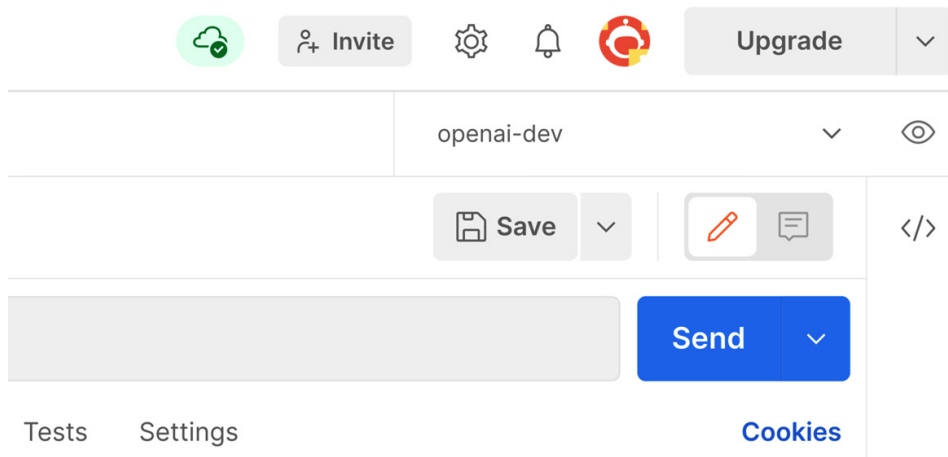 Invite Upgrade
openai-dev
Save
</>
Send
Tests Settings Cookies